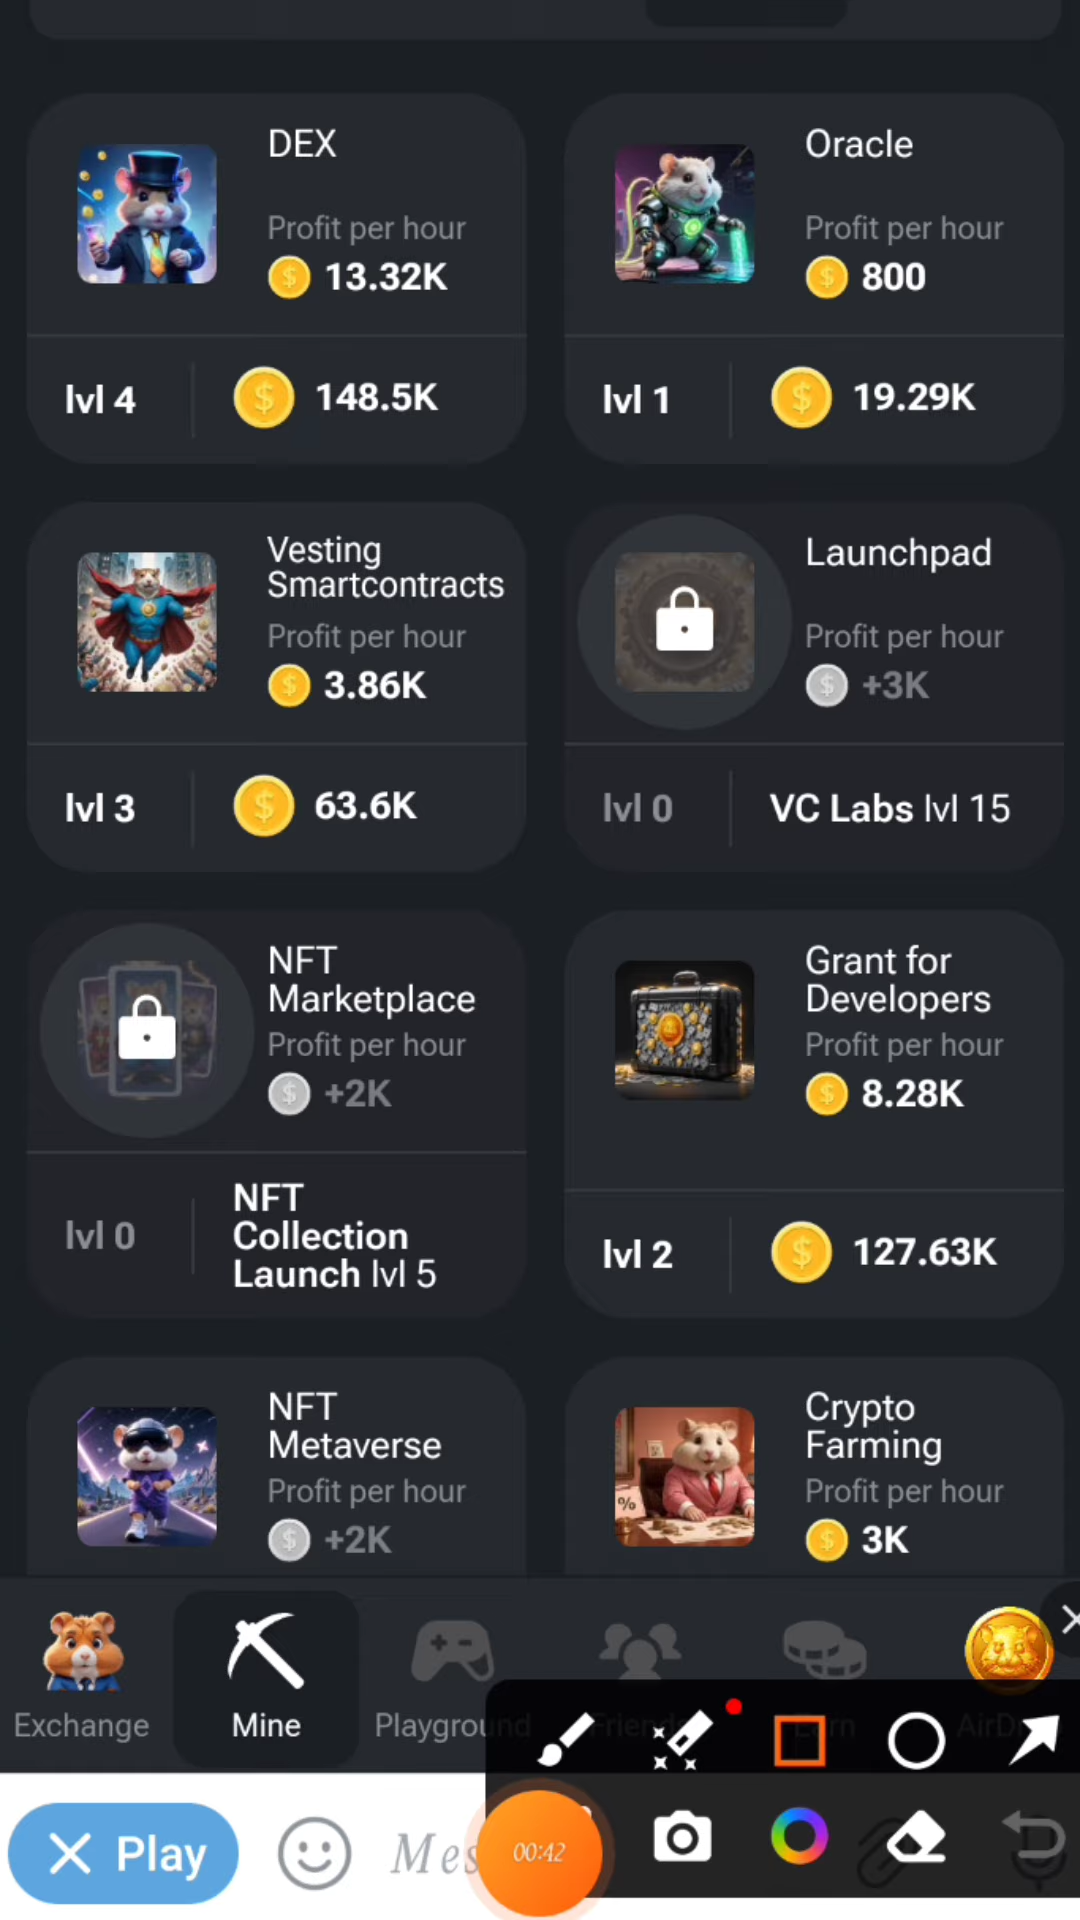 DEX
Profit per hour
13.32K
lvl 4
148.5K
Oracle
Profit per hour
800
lvl 1
19.29K
Vesting
Smartcontracts
Profit per hour
3.86K
lvl 3
63.6K
Launchpad
Profit per hour
+3K
lvl 0
VC Labs lvl 15
NFT
Marketplace
Profit per hour
+2K
lvl 0
NFT
Collection
Launch lvl 5
Grant for
Developers
Profit per hour
8.28K
lvl 2
127.63K
NFT
Metaverse
Profit per hour
+2K
Crypto
Farming
Profit per hour
3K
%
Exchange
Mine
Playground
Play
Mes
00:42